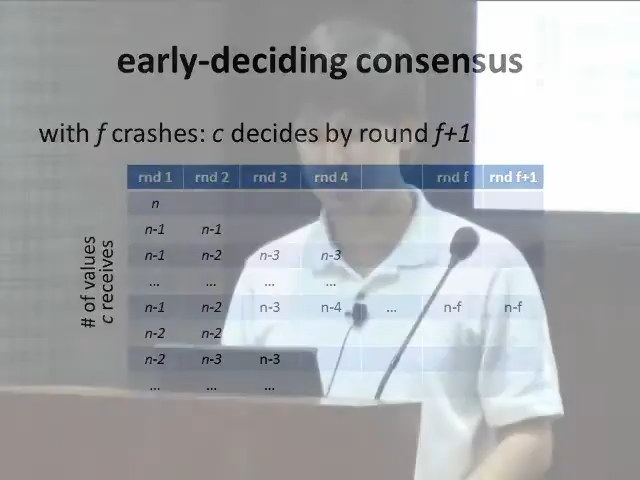 early-deciding consensus
with f crashes: c decides by round f+1
# of values
c receives
rnd 1 rnd 2 rnd 3 rnd 4 rnd f rnd f+1
n
n-1 n-1
n-1 n-2 n-3 n-3
... ... ... ...
n-1 n-2 n-3 n-4 ... n-f n-f
n-2 n-2
n-2 n-3 n-3
... ... ...